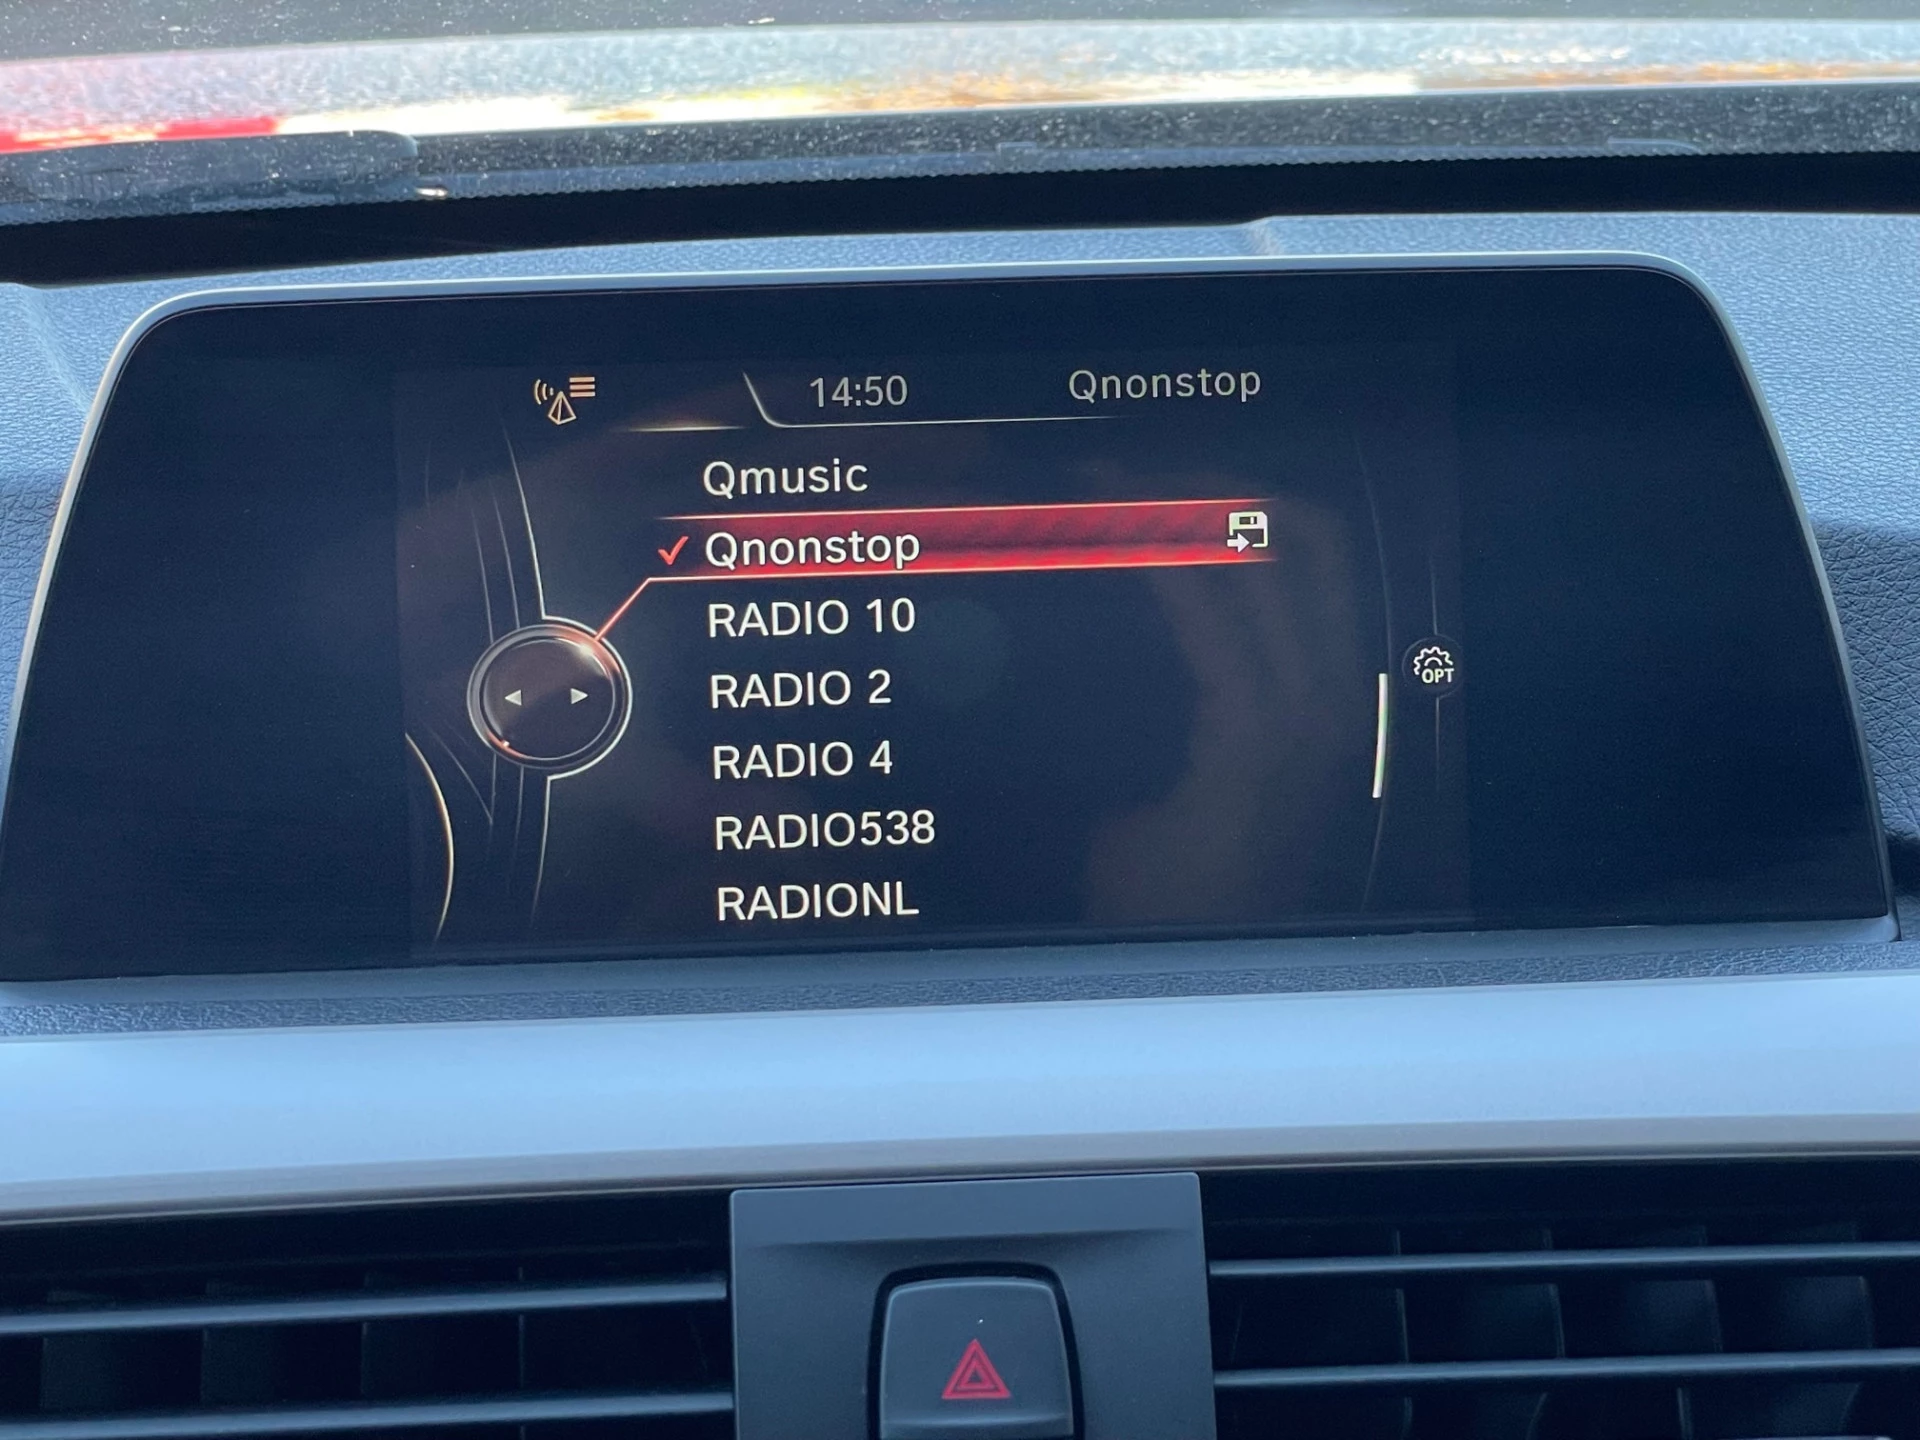 14:50 Qnonstop
Qmusic
Qnonstop
RADIO 10
RADIO 2
OPT
RADIO 4
RADIO538
RADIONL